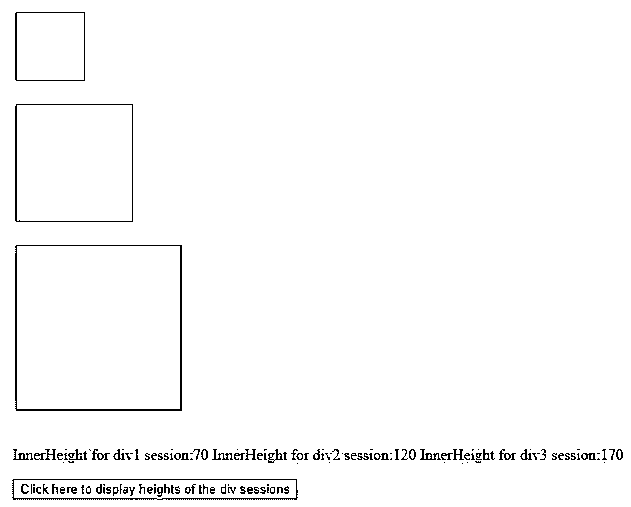 InnerHeight for div1 session:70 InnerHeight for div2 session:120 InnerHeight for div3 session:170
Click here to display heights of the div sessions